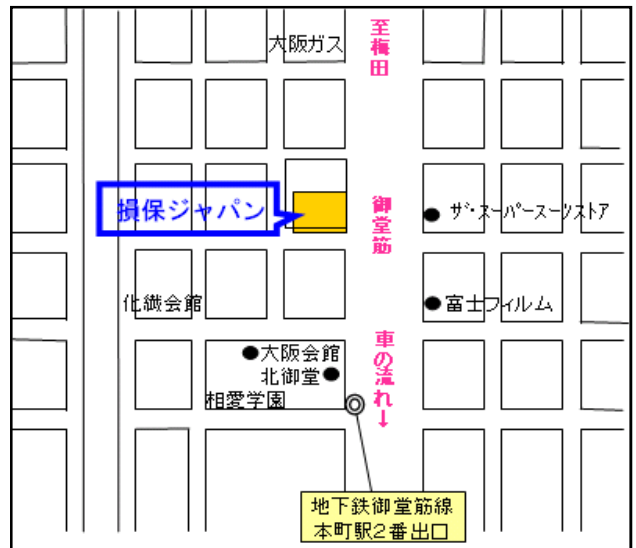 大阪ガス
至梅田
損保ジャパン
御堂筋
ザ・スーパースーツストア
化繊会館
富士フィルム
大阪会館
北御堂
相愛学園
車の流れ↓
地下鉄御堂筋線
本町駅2番出口